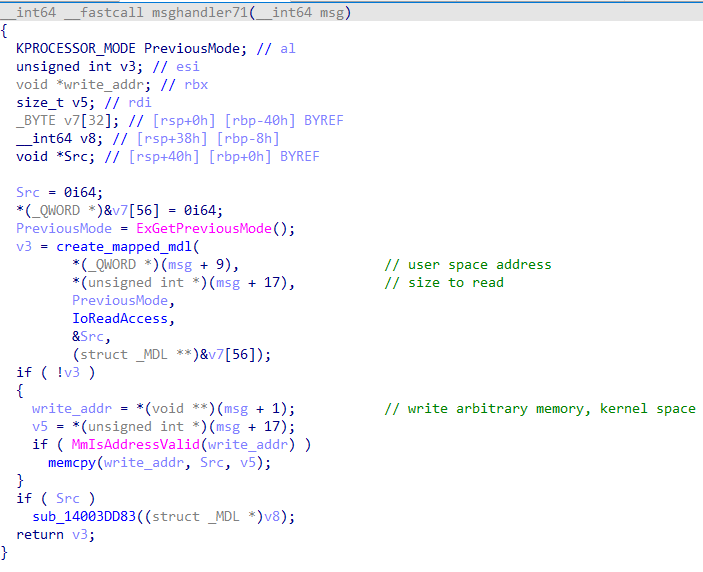 __int64 __fastcall msghandler71(__int64 msg)
{
  KPROCESSOR_MODE PreviousMode; // al
  unsigned int v3; // esi
  void *write_addr; // rbx
  size_t v5; // rdi
  _BYTE v7[32]; // [rsp+0h] [rbp-40h] BYREF
  __int64 v8; // [rsp+38h] [rbp-8h]
  void *Src; // [rsp+40h] [rbp+0h] BYREF

  Src = 0i64;
  *(_QWORD *)&v7[56] = 0i64;
  PreviousMode = ExGetPreviousMode();
  v3 = create_mapped_mdl(
         *(_QWORD *)(msg + 9),                  // user space address
         *(unsigned int *)(msg + 17),           // size to read
         PreviousMode,
         IoReadAccess,
         &Src,
         (struct _MDL **)&v7[56]);
  if ( !v3 )
  {
    write_addr = *(void **)(msg + 1);           // write arbitrary memory, kernel space
    v5 = *(unsigned int *)(msg + 17);
    if ( MmIsAddressValid(write_addr) )
      memcpy(write_addr, Src, v5);
  }
  if ( Src )
    sub_14003DD83((struct _MDL *)v8);
  return v3;
}